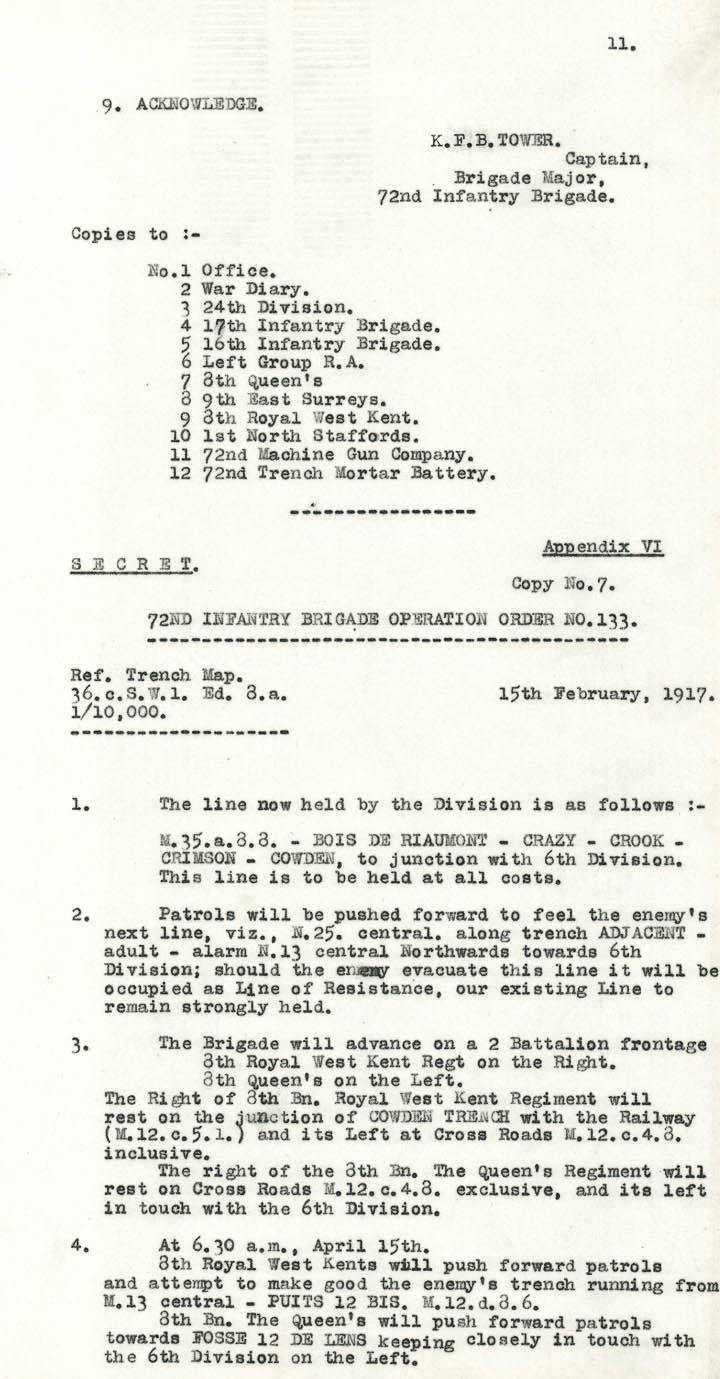 11.
9. ACKNOWLEDGE.
K.F.B.TOWER.
Captain,
Brigade Major,
72nd Infantry Brigade.
Copies to :-
No.1 Office.
2 War Diary.
3 24th Division.
4 17th Infantry Brigade.
5 16th Infantry Brigade.
6 Left Group R.A.
7 8th Queen's
8 9th East Surreys.
9 8th Royal West Kent.
10 1st North Staffords.
11 72nd Machine Gun Company.
12 72nd Trench Mortar Battery.
Appendix VI
S E C R E T.
Copy No.7.
72ND INFANTRY BRIGADE OPERATION ORDER NO.133.
Ref. Trench Map.
36.c.S.W.1. Ed. 8.a. 15th February, 1917.
1/10,000.
1. The line now held by the Division is as follows :-
M.35.a.8.8. - BOIS DE RIAUMONT - CRAZY - CROOK -
CRIMSON - COWDEN, to junction with 6th Division.
This line is to be held at all costs.
2. Patrols will be pushed forward to feel the enemy's
next line, viz., N.25. central. along trench ADJACENT -
adult - alarm N.13 central Northwards towards 6th
Division; should the enemy evacuate this line it will be
occupied as Line of Resistance, our existing Line to
remain strongly held.
3. The Brigade will advance on a 2 Battalion frontage
8th Royal West Kent Regt on the Right.
8th Queen's on the Left.
The Right of 8th Bn. Royal West Kent Regiment will
rest on the junction of COWDEN TRENCH with the Railway
(M.12.c.5.1.) and its Left at Cross Roads M.12.c.4.8.
inclusive.
The right of the 8th Bn. The Queen's Regiment will
rest on Cross Roads M.12.c.4.8. exclusive, and its left
in touch with the 6th Division.
4. At 6.30 a.m., April 15th.
8th Royal West Kents will push forward patrols
and attempt to make good the enemy's trench running from
M.13 central - PUITS 12 BIS. M.12.d.8.6.
8th Bn. The Queen's will push forward patrols
towards FOSSE 12 DE LENS keeping closely in touch with
the 6th Division on the Left.